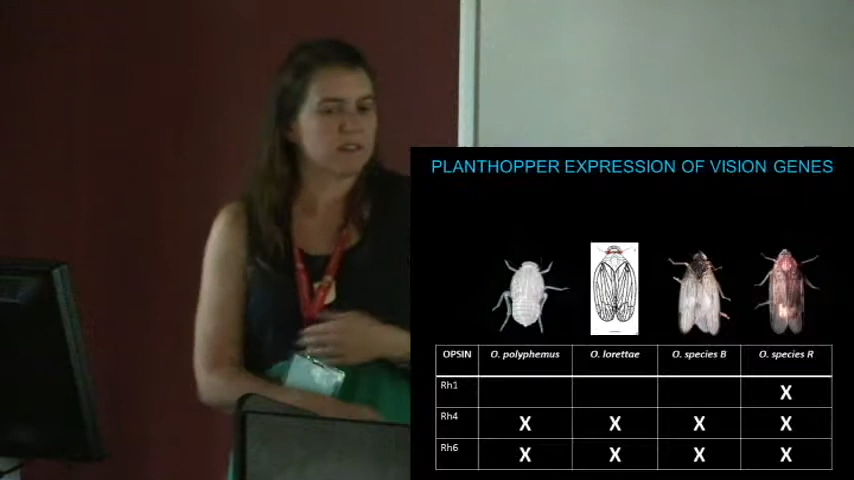 PLANTHOPPER EXPRESSION OF VISION GENES
OPSIN O. polyphemus O. lorettae O. species B O. species R
Rh1 X
Rh4 X X X X
Rh6 X X X X